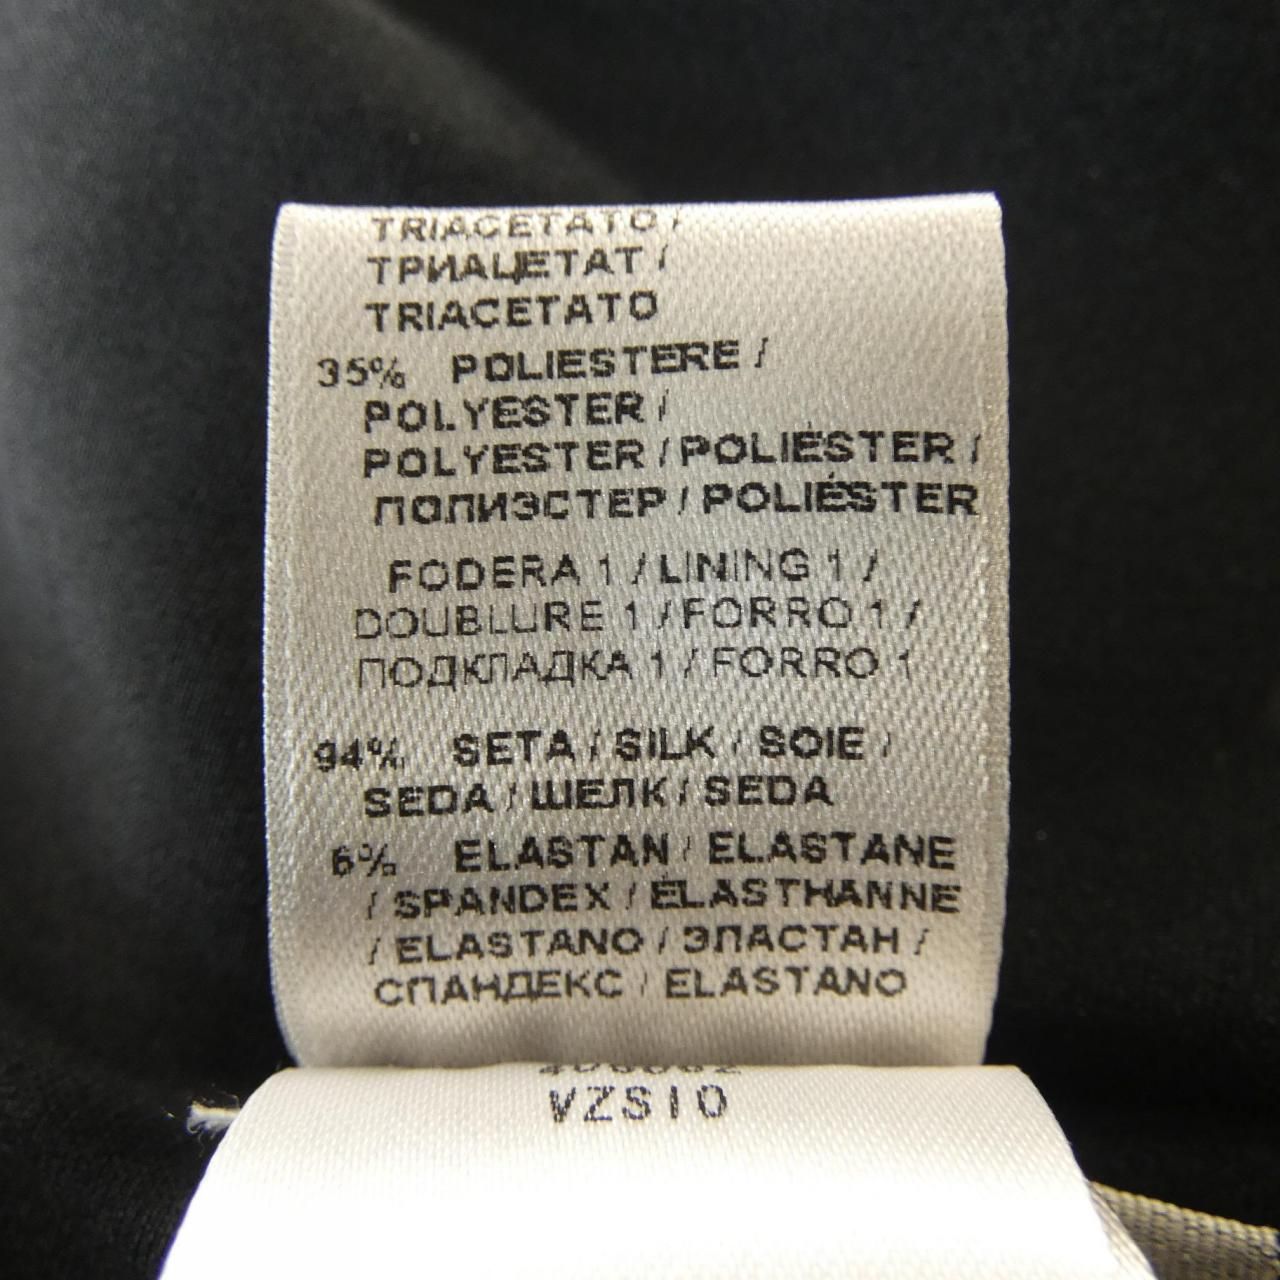 TRIACETATO /
ТРИАЦЕТАТ /
TRIACETATO
35% POLIESTERE /
POLYESTER /
POLYESTER / POLIÉSTER /
ПОЛИЭСТЕР / POLIÉSTER
FODERA 1 / LINING 1 /
DOUBLURE 1 / FORRO 1 /
ПОДКЛАДКА 1 / FORRO 1
94% SETA / SILK / SOIE /
SEDA / ШЕЛК / SEDA
6% ELASTAN / ELASTANE
/ SPANDEX / ÉLASTHANNE
/ ELASTANO / ЭЛАСТАН /
СПАНДЕКС / ELASTANO
VZSIO